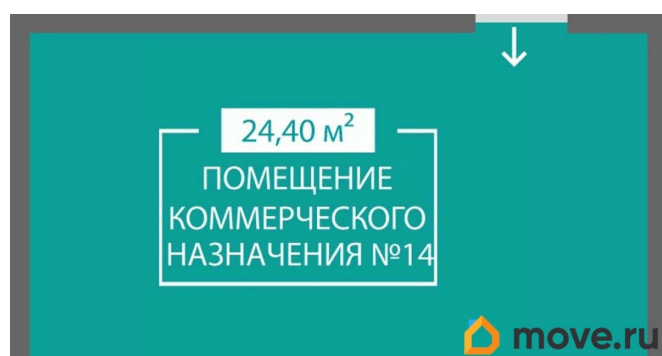 24,40 м²
ПОМЕЩЕНИЕ
КОММЕРЧЕСКОГО
НАЗНАЧЕНИЯ №14
move.ru